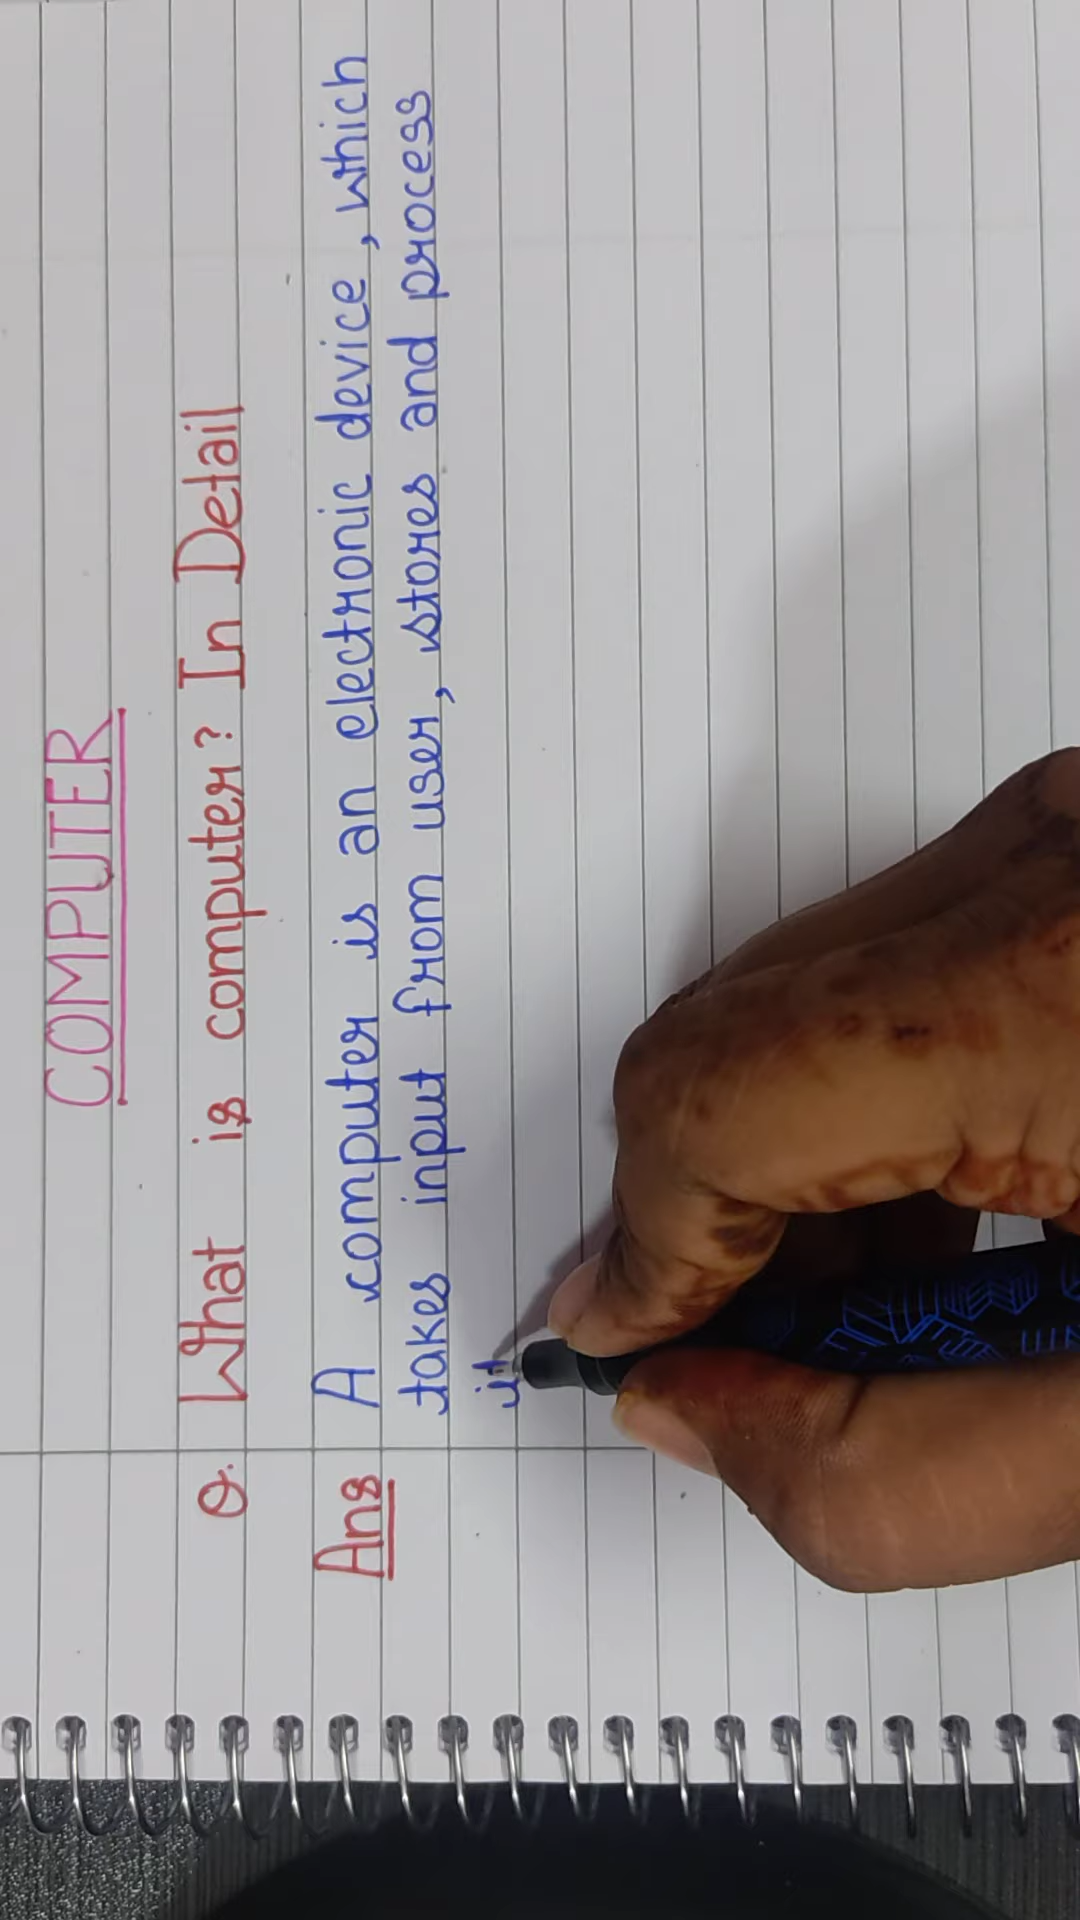 COMPUTER
Q. What is computer? In Detail
Ans A computer is an electronic device, which
takes input from user, stores and process
it